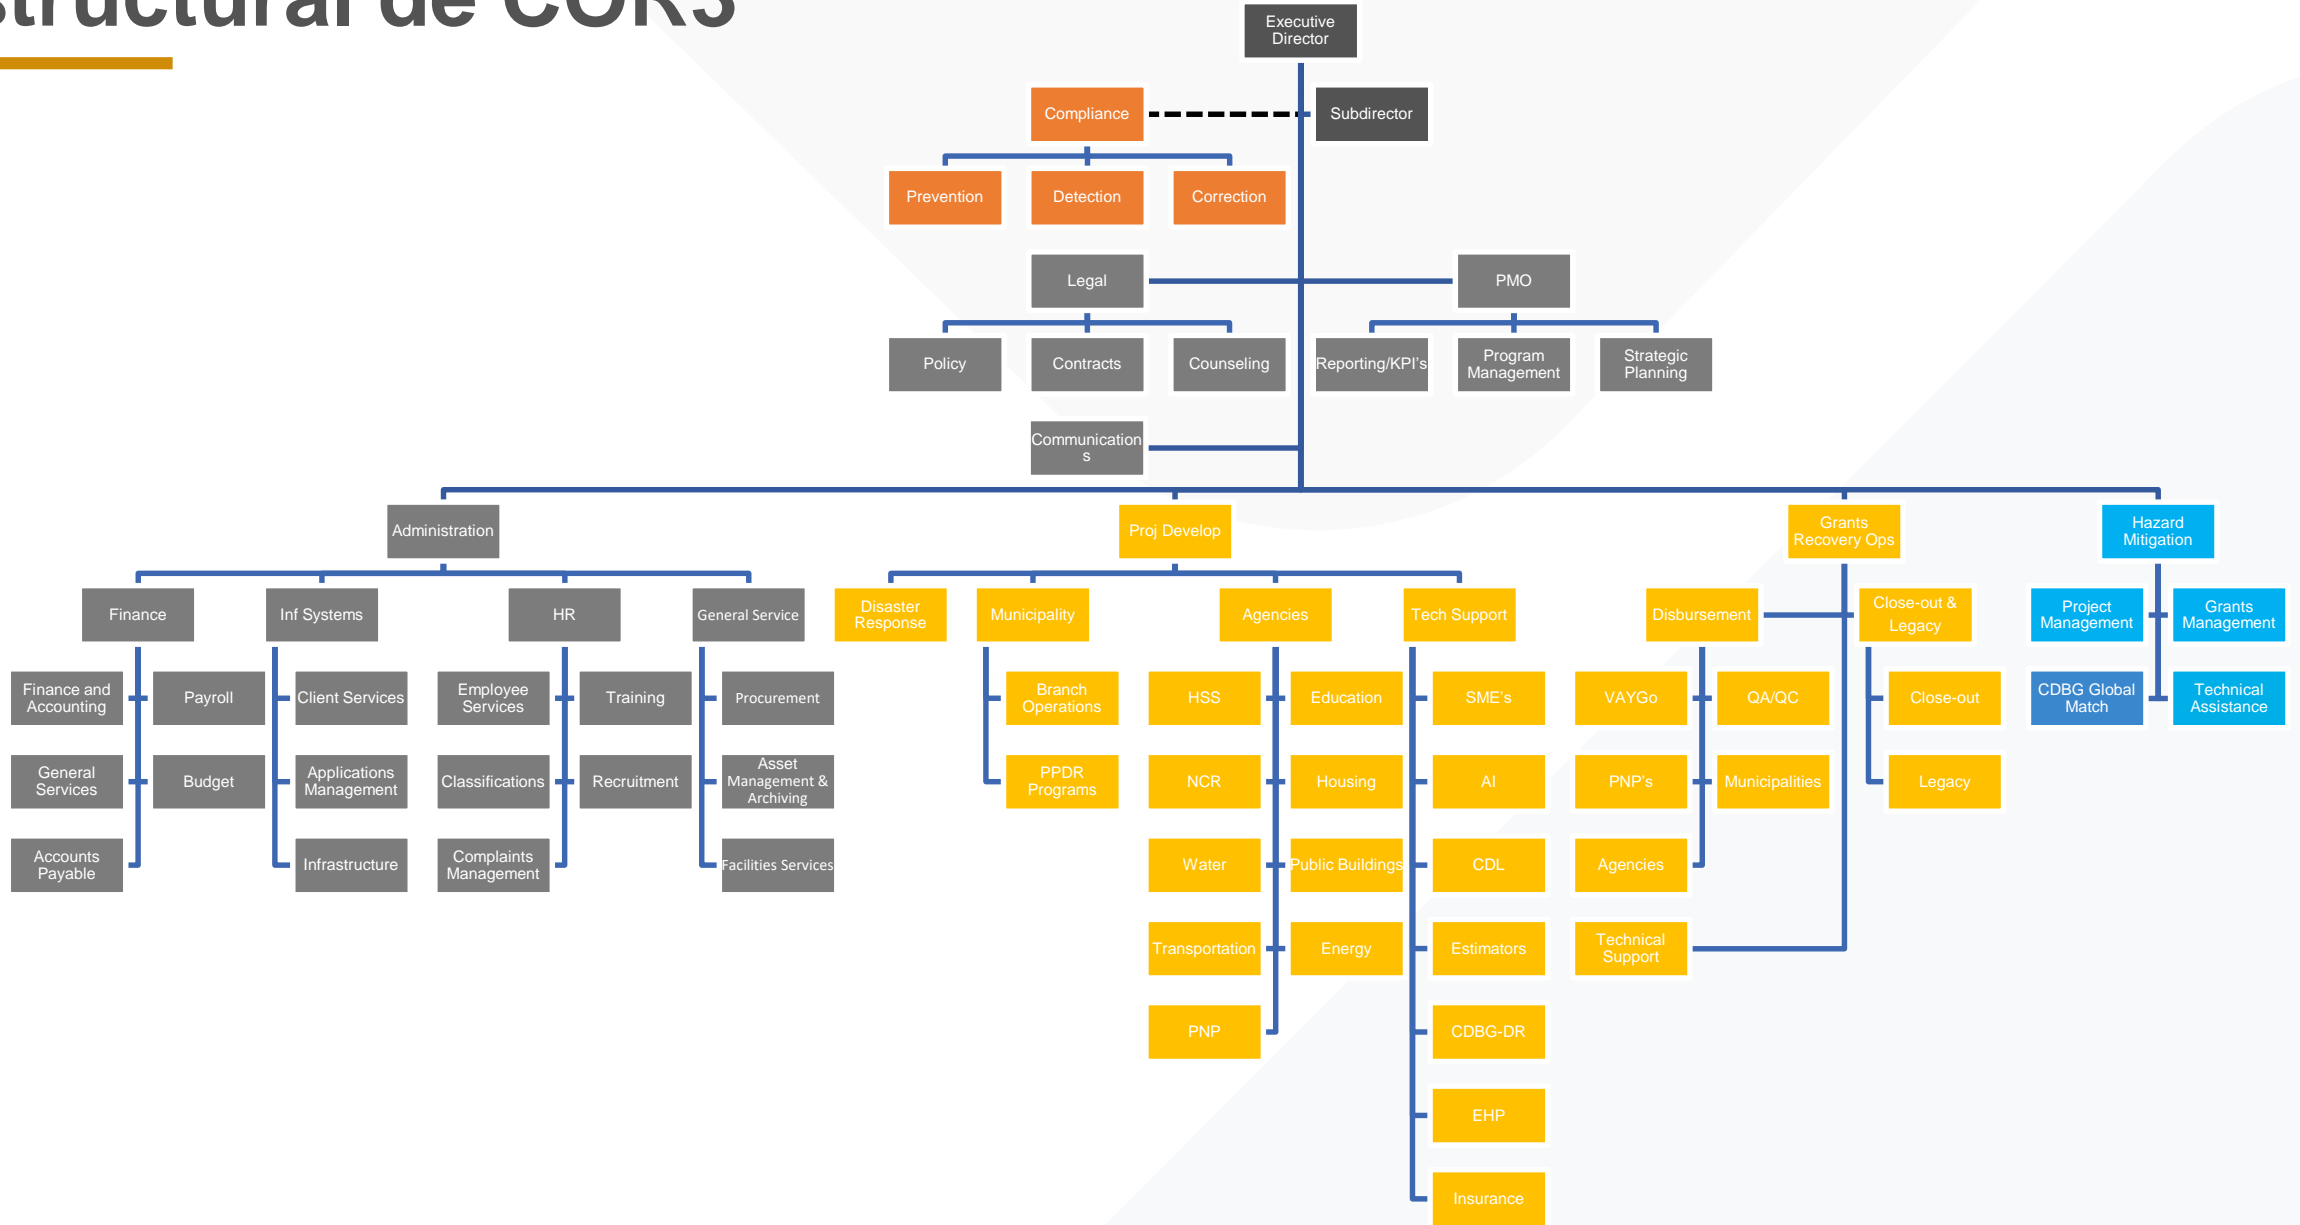 structural de COR3
Executive
Director
Compliance
Subdirector
Prevention
Detection
Correction
Legal
PMO
Policy
Contracts
Counseling
Reporting/KPI's
Program
Management
Strategic
Planning
Communication
s
Administration
Proj Develop
Grants
Recovery Ops
Hazard
Mitigation
Finance
Inf Systems
HR
General Service
Disaster
Response
Municipality
Agencies
Tech Support
Disbursement
Close-out &
Legacy
Project
Management
Grants
Management
Finance and
Accounting
Payroll
Client Services
Employee
Services
Training
Procurement
Branch
Operations
HSS
Education
SME's
VAYGo
QA/QC
Close-out
CDBG Global
Match
Technical
Assistance
General
Services
Budget
Applications
Management
Classifications
Recruitment
Asset
Management &
Archiving
PPDR
Programs
NCR
Housing
AI
PNP's
Municipalities
Legacy
Accounts
Payable
Infrastructure
Complaints
Management
Facilities Services
Water
Public Buildings
CDL
Agencies
Transportation
Energy
Estimators
Technical
Support
PNP
CDBG-DR
EHP
Insurance